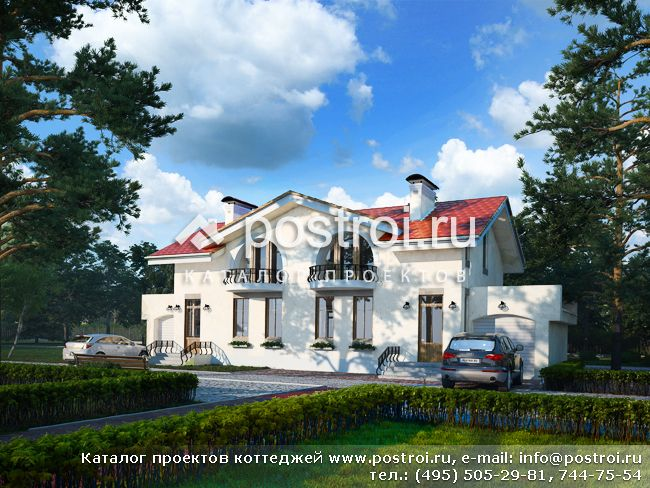 postroi.ru
КАТАЛОГ ПРОЕКТОВ
Каталог проектов коттеджей www.postroi.ru, e-mail: info@postroi.ru
тел.: (495) 505-29-81, 744-75-54